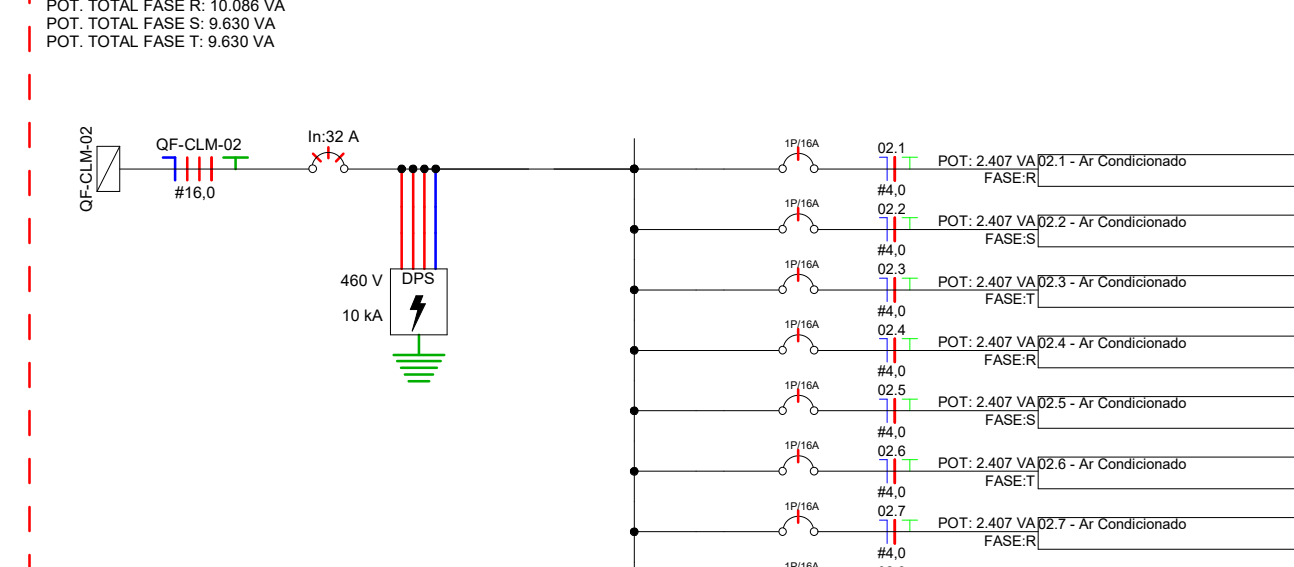 POT. TOTAL FASE R: 10.086 VA
POT. TOTAL FASE S: 9.630 VA
POT. TOTAL FASE T: 9.630 VA
QF-CLM-02
QF-CLM-02
#16,0
In:32 A
460 V
10 kA
DPS
1P/16A
02.1
#4,0
POT: 2.407 VA
FASE:R
02.1 - Ar Condicionado
1P/16A
02.2
#4,0
POT: 2.407 VA
FASE:S
02.2 - Ar Condicionado
1P/16A
02.3
#4,0
POT: 2.407 VA
FASE:T
02.3 - Ar Condicionado
1P/16A
02.4
#4,0
POT: 2.407 VA
FASE:R
02.4 - Ar Condicionado
1P/16A
02.5
#4,0
POT: 2.407 VA
FASE:S
02.5 - Ar Condicionado
1P/16A
02.6
#4,0
POT: 2.407 VA
FASE:T
02.6 - Ar Condicionado
1P/16A
02.7
#4,0
POT: 2.407 VA
FASE:R
02.7 - Ar Condicionado
1P/16A